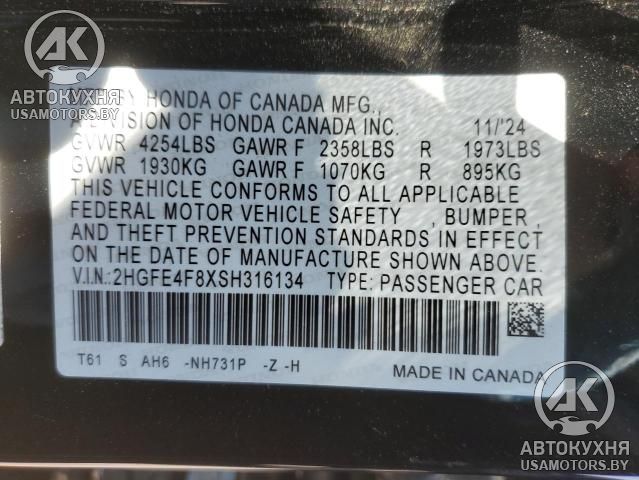 AK
АВТОКУХНЯ
USAMOTORS.BY
BY HONDA OF CANADA MFG.,
A DIVISION OF HONDA CANADA INC. 11/'24
GVWR 4254LBS GAWR F 2358LBS R 1973LBS
GVWR 1930KG GAWR F 1070KG R 895KG
THIS VEHICLE CONFORMS TO ALL APPLICABLE
FEDERAL MOTOR VEHICLE SAFETY , BUMPER ,
AND THEFT PREVENTION STANDARDS IN EFFECT
ON THE DATE OF MANUFACTURE SHOWN ABOVE.
V.I.N.:2HGFE4F8XSH316134 TYPE: PASSENGER CAR
T61 S AH6 -NH731P -Z -H
MADE IN CANADA
AK
АВТОКУХНЯ
USAMOTORS.BY